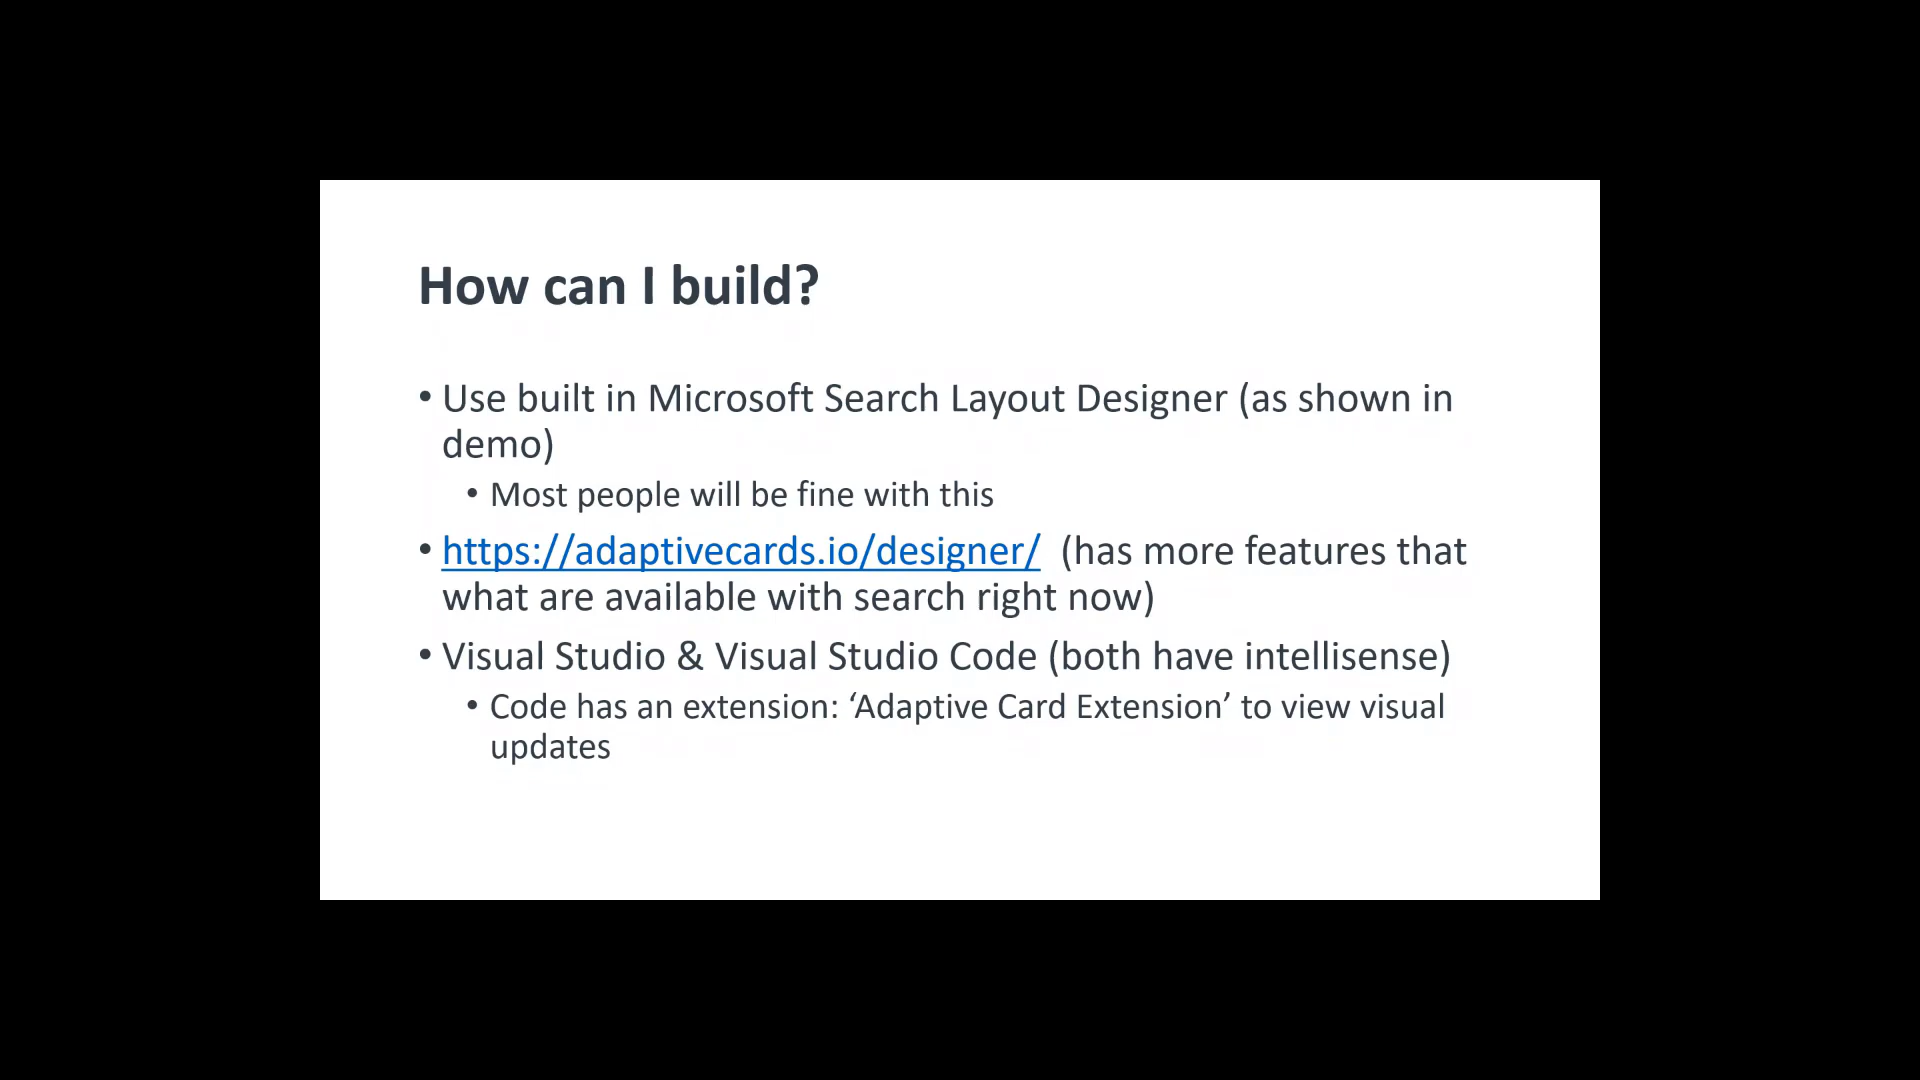 How can I build?
• Use built in Microsoft Search Layout Designer (as shown in
demo)
• Most people will be fine with this
• https://adaptivecards.io/designer/ (has more features that
what are available with search right now)
• Visual Studio & Visual Studio Code (both have intellisense)
• Code has an extension: ‘Adaptive Card Extension’ to view visual
updates